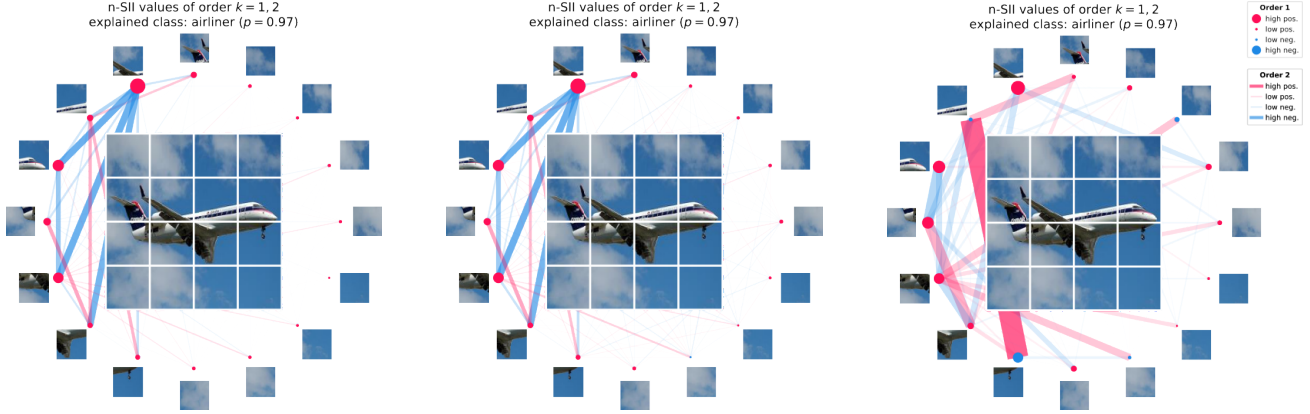 n-SII values of order k = 1, 2
explained class: airliner (p = 0.97)
n-SII values of order k = 1, 2
explained class: airliner (p = 0.97)
n-SII values of order k = 1, 2
explained class: airliner (p = 0.97)
Order 1
high pos.
low pos.
low neg.
high neg.
Order 2
high pos.
low pos.
low neg.
high neg.